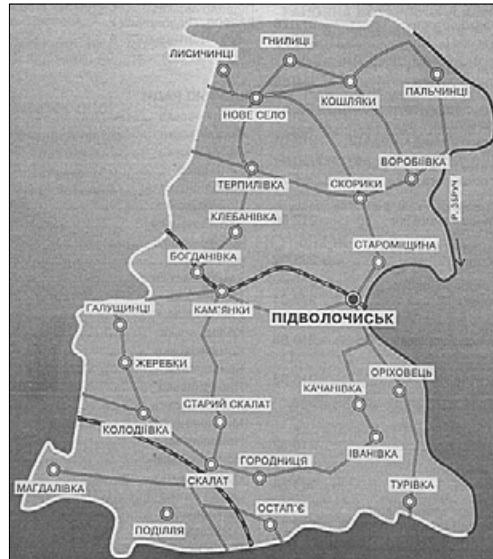 ГНИЛИЦІ
ЛИСИЧИНЦІ
ПАЛЬЧИНЦІ
КОШЛЯКИ
НОВЕ СЕЛО
ВОРОБІЇВКА
ТЕРПИЛІВКА
СКОРИКИ
Р. ЗБРУЧ
КЛЕБАНІВКА
СТАРОМІЩИНА
БОГДАНІВКА
ГАЛУЩИНЦІ
КАМ'ЯНКИ
ПІДВОЛОЧИСЬК
ЖЕРЕБКИ
ОРІХОВЕЦЬ
КАЧАНІВКА
СТАРИЙ СКАЛАТ
КОЛОДІЇВКА
ІВАНІВКА
ГОРОДНИЦЯ
СКАЛАТ
МАГДАЛІВКА
ТУРІВКА
ОСТАП'Є
ПОДІЛЛЯ